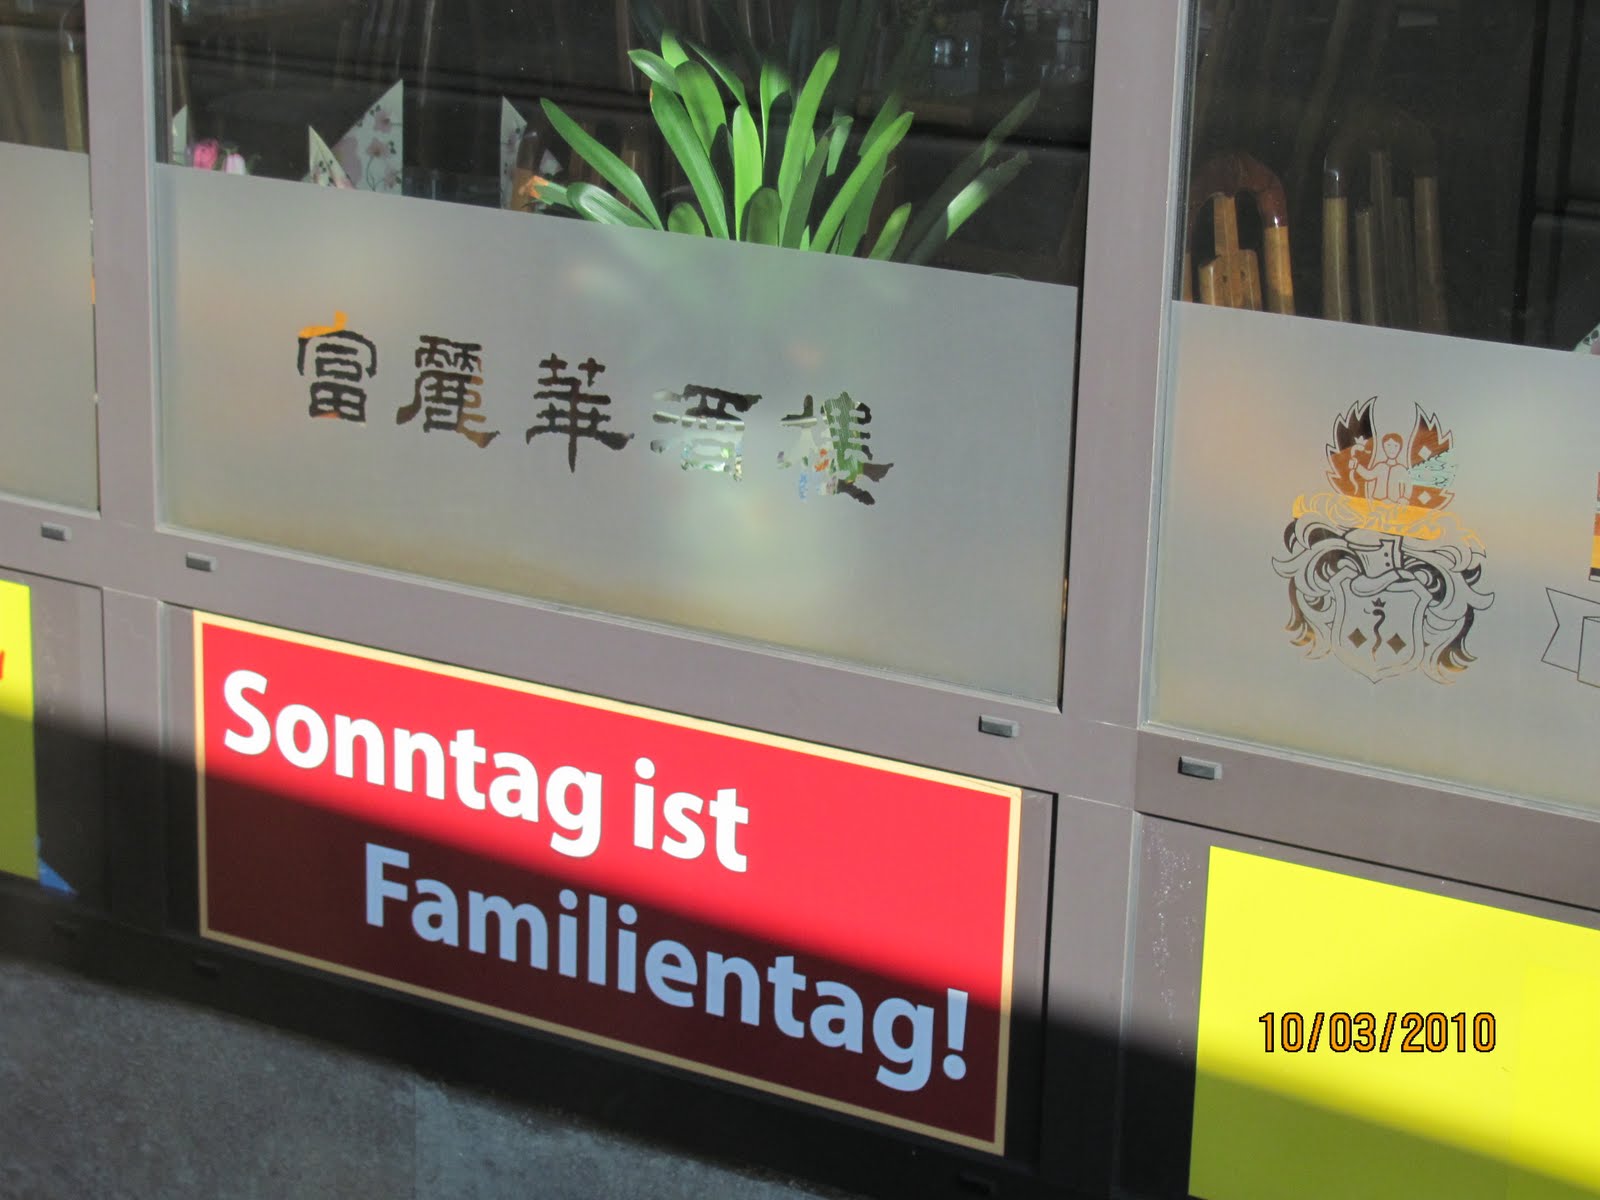 富麗華酒樓
Sonntag ist
Familientag!
10/03/2010